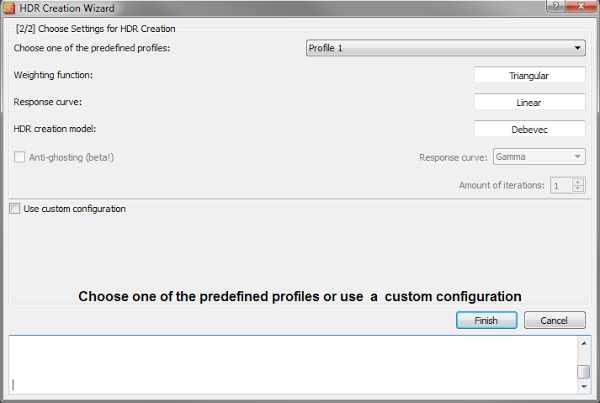 HDR Creation Wizard
[2/2] Choose Settings for HDR Creation
Choose one of the predefined profiles: Profile 1
Weighting function: Triangular
Response curve: Linear
HDR creation model: Debevec
Anti-ghosting (beta!) Response curve: Gamma
Amount of iterations: 1
Use custom configuration
Choose one of the predefined profiles or use a custom configuration
Finish Cancel